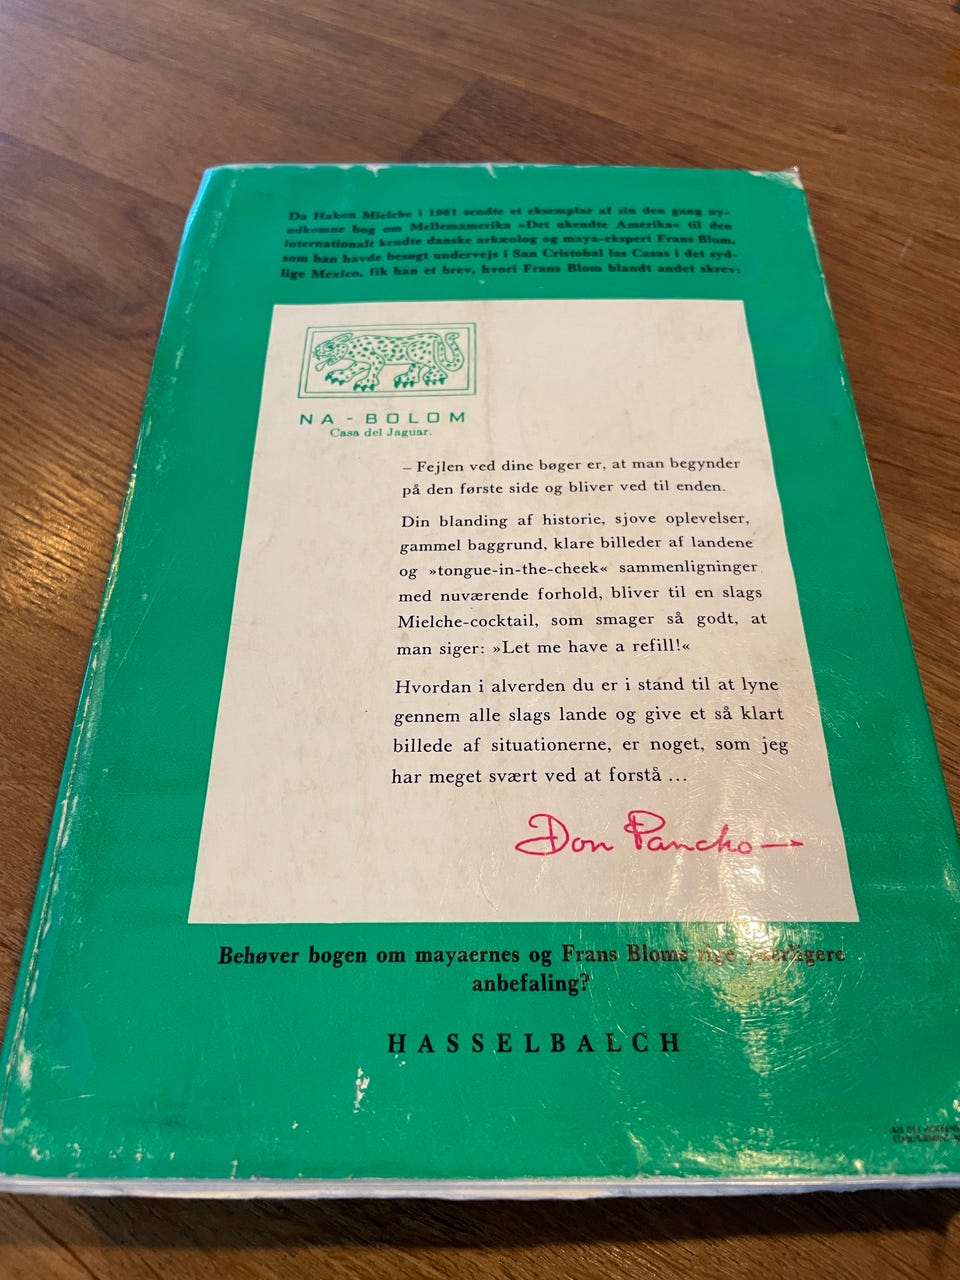 Da Hakon Mielche i 1961 sendte et eksemplar af sin den gang ny-
udkomne bog om Mellemamerika »Det ukendte Amerika« til den
internationalt kendte danske arkæolog og maya-ekspert Frans Blom,
som han havde besøgt undervejs i San Cristobal las Casas i det syd-
lige Mexico, fik han et brev, hvori Frans Blom blandt andet skrev:
NA-BOLOM
Casa del Jaguar.
– Fejlen ved dine bøger er, at man begynder
på den første side og bliver ved til enden.
Din blanding af historie, sjove oplevelser,
gammel baggrund, klare billeder af landene
og »tongue-in-the-cheek« sammenligninger
med nuværende forhold, bliver til en slags
Mielche-cocktail, som smager så godt, at
man siger: »Let me have a refill!«
Hvordan i alverden du er i stand til at lyne
gennem alle slags lande og give et så klart
billede af situationerne, er noget, som jeg
har meget svært ved at forstå ...
Don Pancho
Behøver bogen om mayaernes og Frans Bloms rige yderligere
anbefaling?
HASSELBALCH